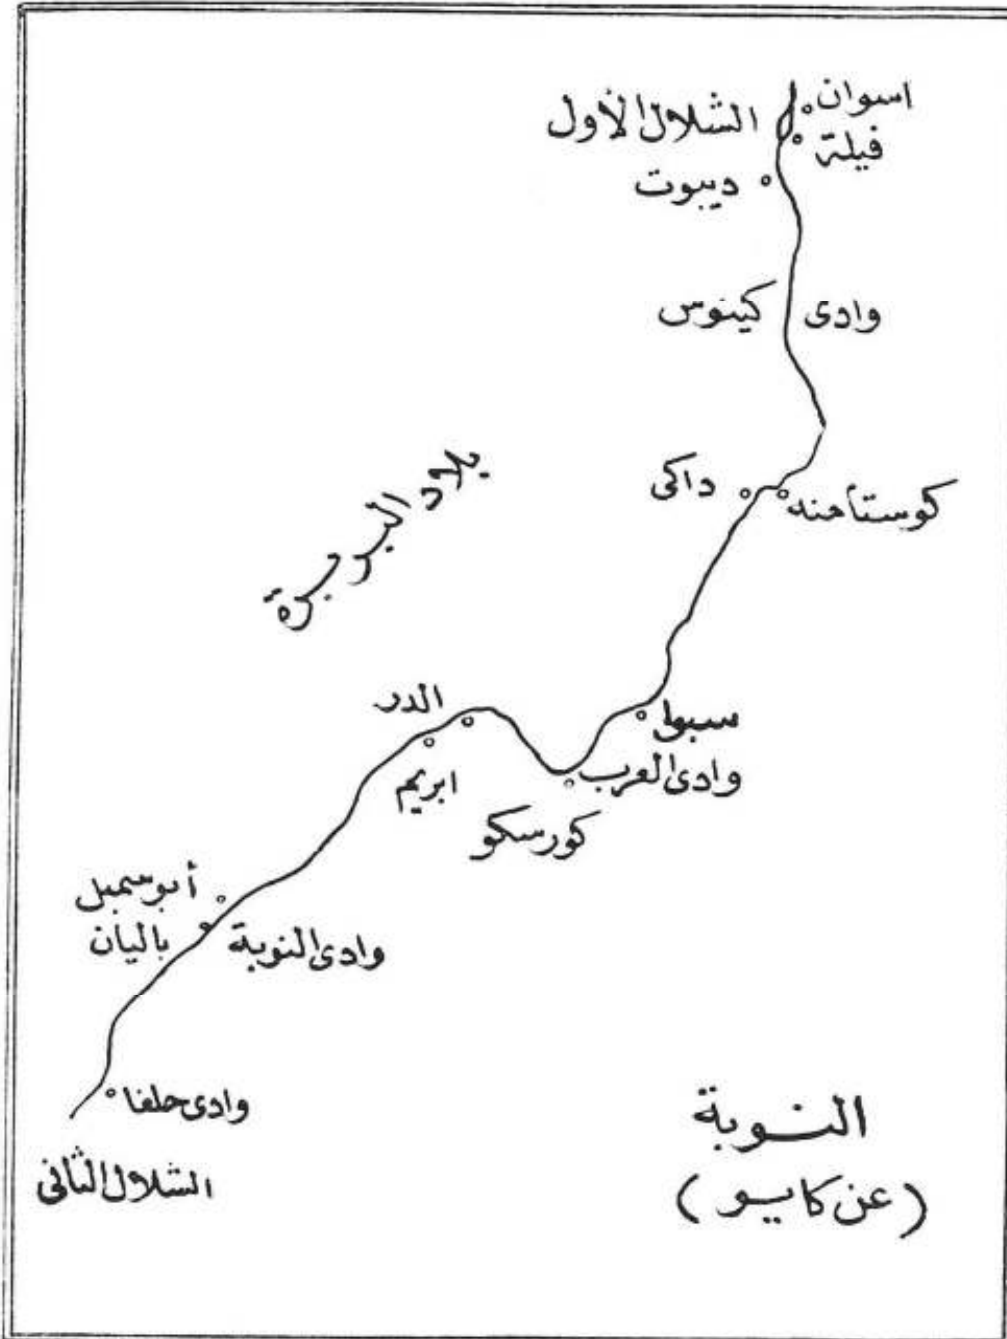 اسوان
الشلال الأول
فيلة
ديبوت
وادى كينوس
داكى
كوستامنه
بلاد البربرة
الدر
سبوا
ابريم
وادى العرب
كورسكو
أبو سمبل
باليان
وادى النوبة
وادى حلفا
الشلال الثانى
النوبة
(عن كايو)